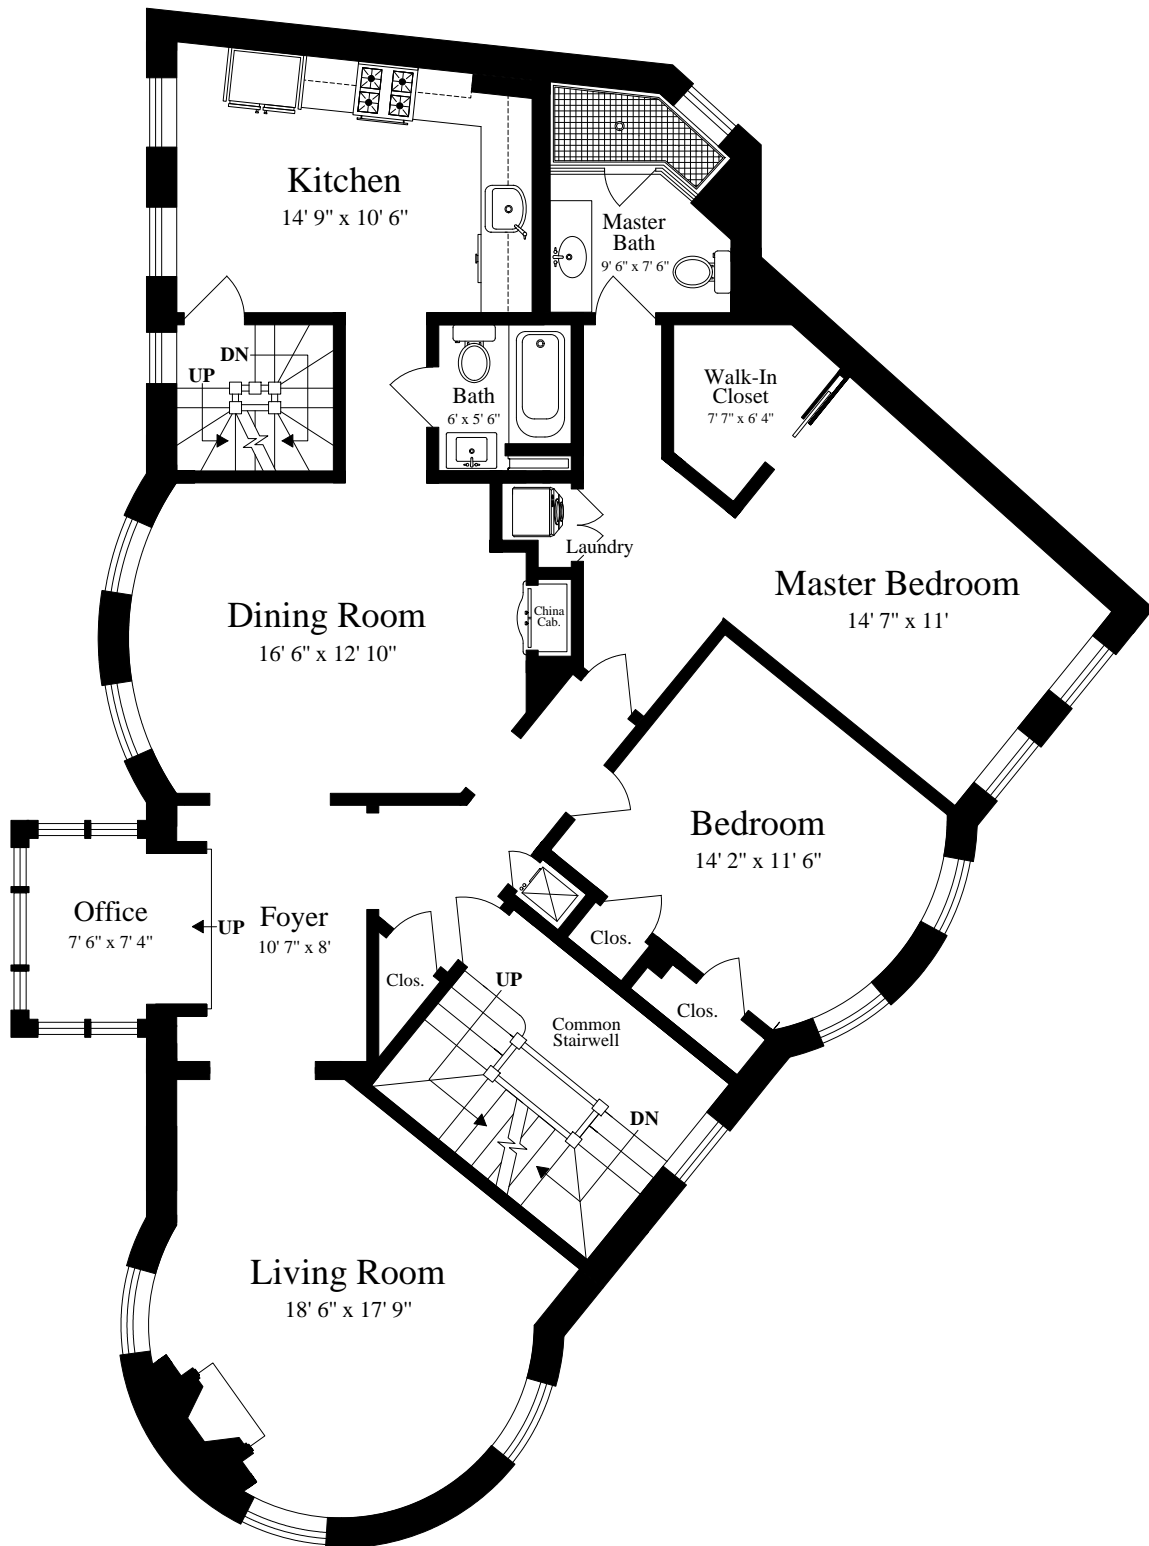 Kitchen
14' 9" x 10' 6"
Master
Bath
9' 6" x 7' 6"
DN
UP
Bath
6' x 5' 6"
Walk-In
Closet
7' 7" x 6' 4"
Laundry
Master Bedroom
14' 7" x 11'
China
Cab.
Dining Room
16' 6" x 12' 10"
Bedroom
14' 2" x 11' 6"
Office
7' 6" x 7' 4"
UP
Foyer
10' 7" x 8'
Clos.
Clos.
Clos.
UP
Common
Stairwell
DN
Living Room
18' 6" x 17' 9"